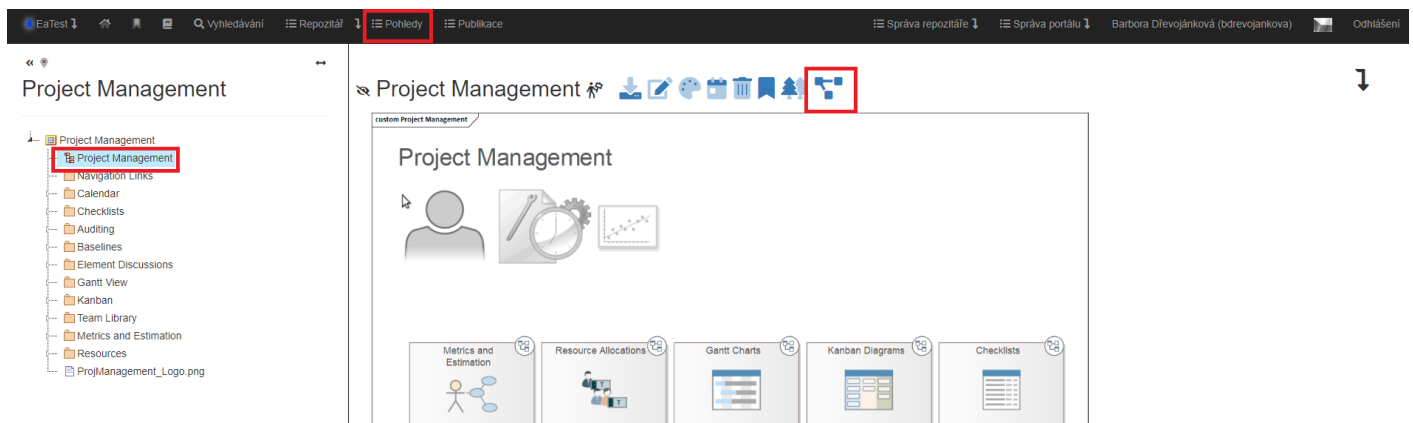 EaTest Vyhledávání Repozitář Pohledy Publikace Správa repozitáře Správa portálu Barbora Dřevojánková (bdrevojankova) Odhlášení
Project Management
Project Management
Project Management
Navigation Links
Calendar
Checklists
Auditing
Baselines
Element Discussions
Gantt View
Kanban
Team Library
Metrics and Estimation
Resources
ProjManagement_Logo.png
Project Management
custom Project Management
Project Management
Metrics and
Estimation
Resource Allocations
T
T
Gantt Charts
Kanban Diagrams
Checklists